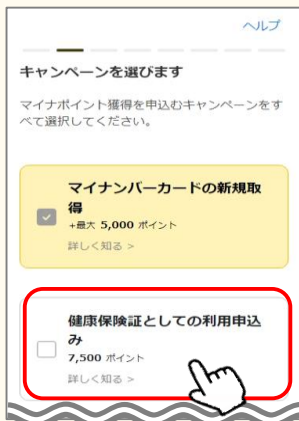 ヘルプ
キャンペーンを選びます
マイナポイント獲得を申込むキャンペーンをす
べて選択してください。
マイナンバーカードの新規取
得
+最大 5,000 ポイント
詳しく知る >
健康保険証としての利用申込
み
7,500 ポイント
詳しく知る >